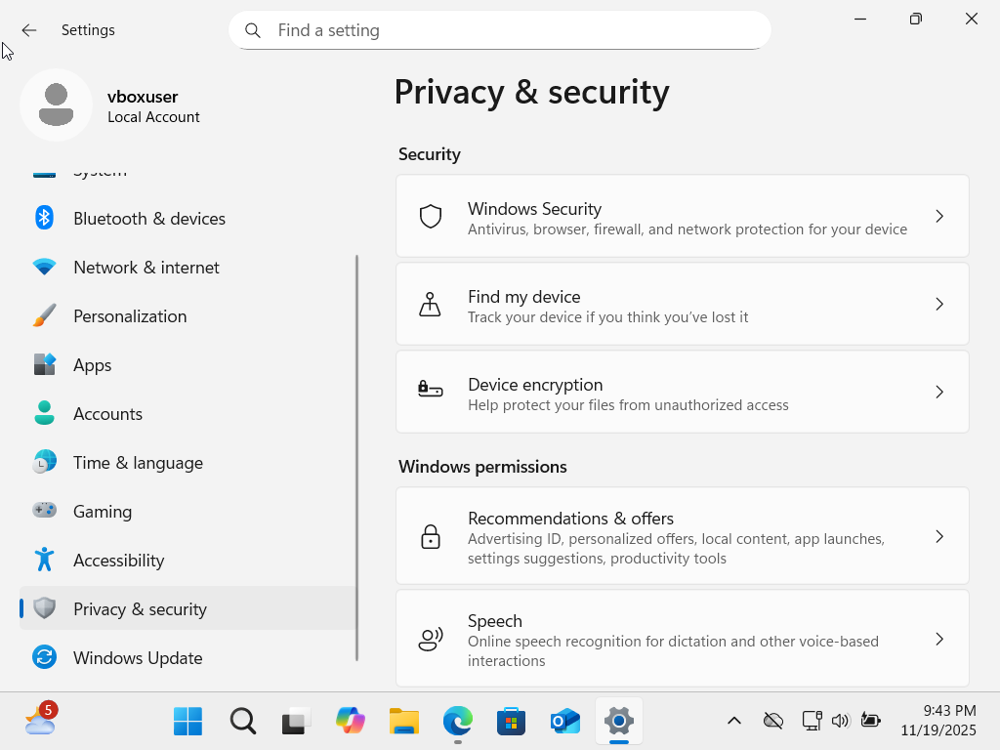 Settings
Find a setting
vboxuser
Local Account
System
Bluetooth & devices
Network & internet
Personalization
Apps
Accounts
Time & language
Gaming
Accessibility
Privacy & security
Windows Update
Privacy & security
Security
Windows Security
Antivirus, browser, firewall, and network protection for your device
Find my device
Track your device if you think you've lost it
Device encryption
Help protect your files from unauthorized access
Windows permissions
Recommendations & offers
Advertising ID, personalized offers, local content, app launches,
settings suggestions, productivity tools
Speech
Online speech recognition for dictation and other voice-based
interactions
5
9:43 PM
11/19/2025